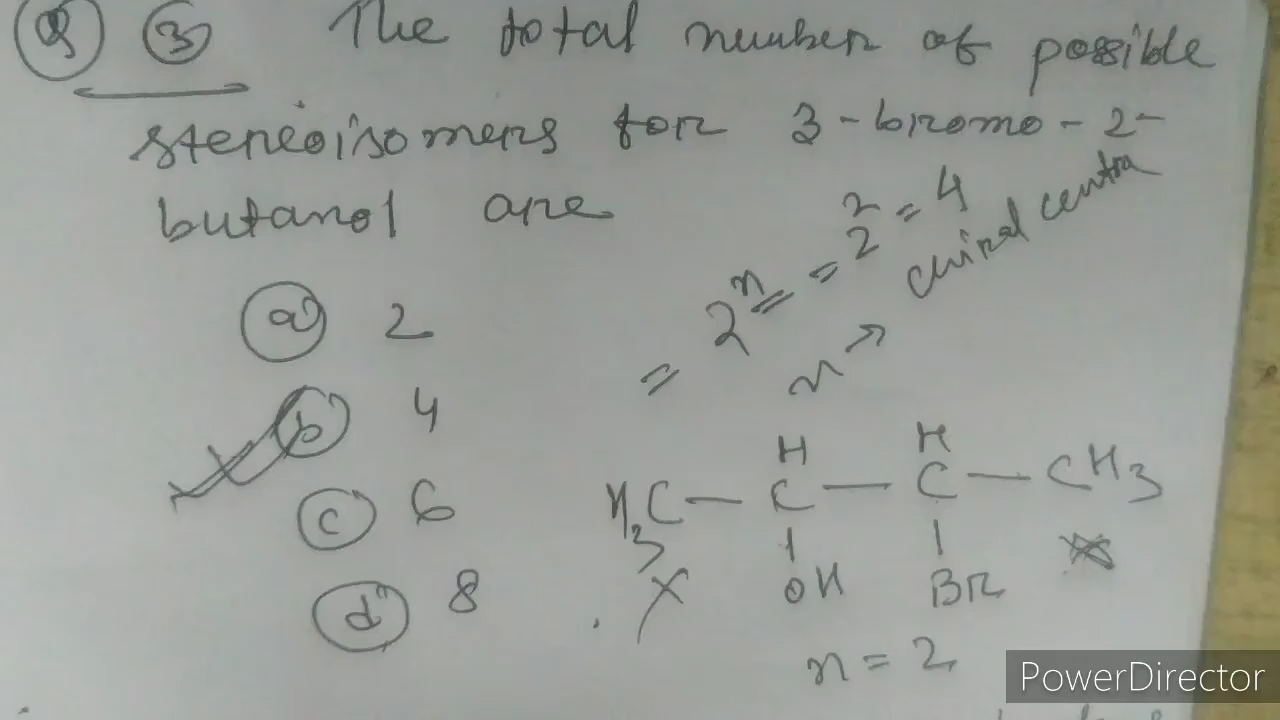 Q 3 The total number of possible
stereoisomers for 3-bromo-2-
butanol are
a) 2
b) 4
c) 6
d) 8
= 2^n = 2^2 = 4
n → chiral centra
H H
H3C — C — C — CH3
OH Br
n = 2
PowerDirector